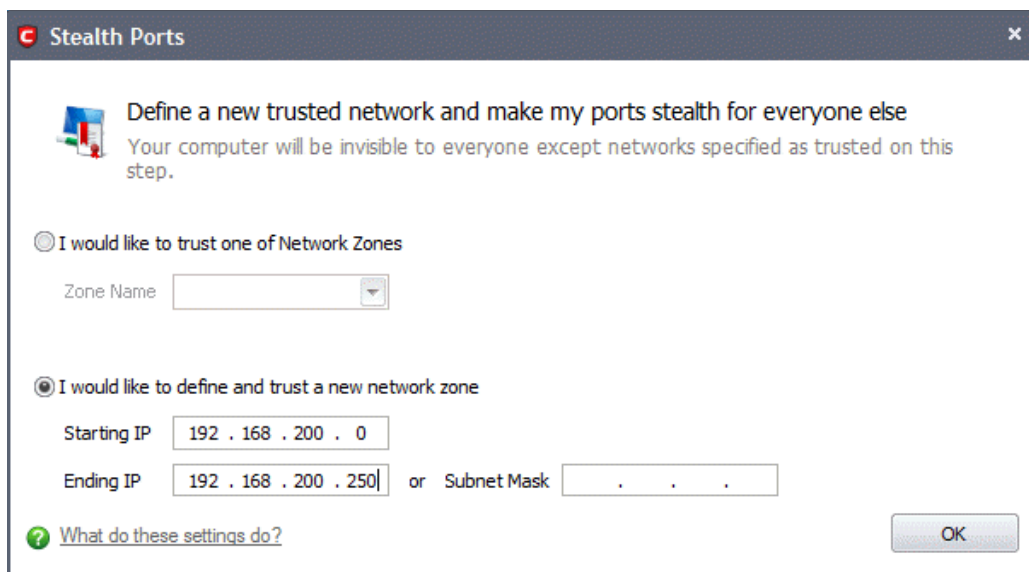 Stealth Ports
Define a new trusted network and make my ports stealth for everyone else
Your computer will be invisible to everyone except networks specified as trusted on this
step.
I would like to trust one of Network Zones
Zone Name
I would like to define and trust a new network zone
Starting IP 192 . 168 . 200 . 0
Ending IP 192 . 168 . 200 . 250 or Subnet Mask . . .
What do these settings do? OK